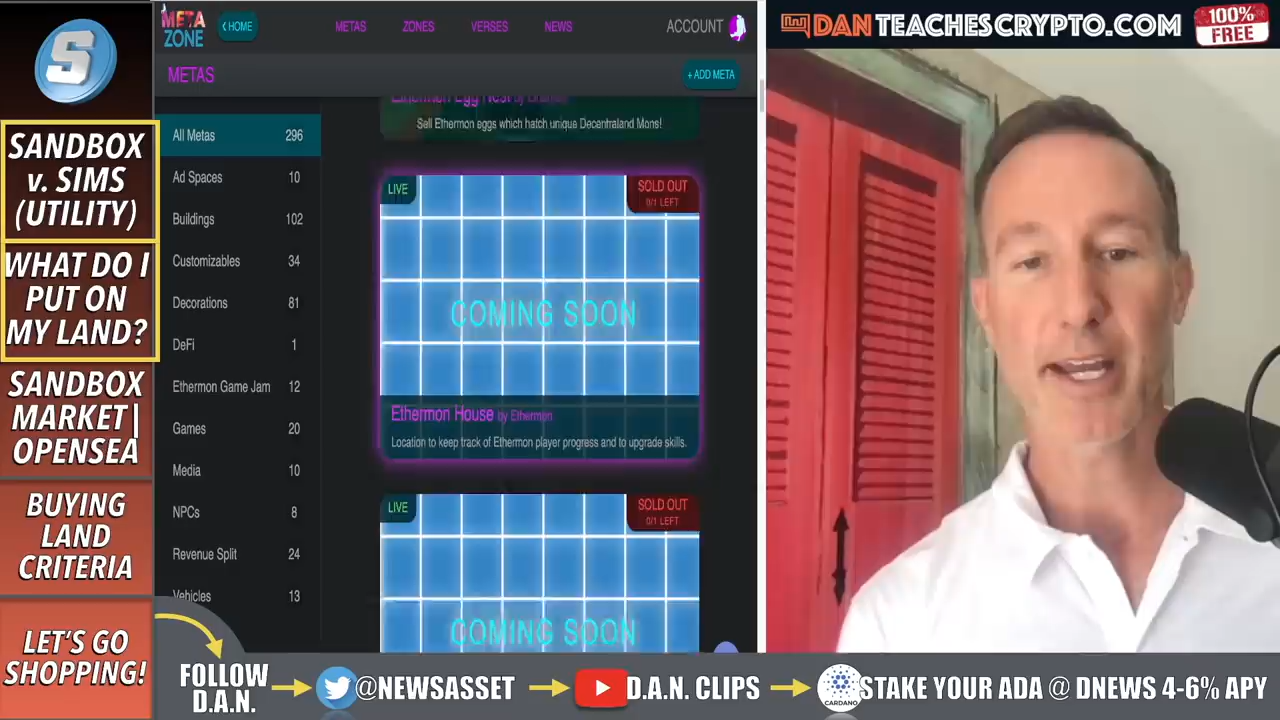 S
SANDBOX
v. SIMS
(UTILITY)
WHAT DO I
PUT ON
MY LAND?
SANDBOX
MARKET|
OPENSEA
BUYING
LAND
CRITERIA
LET'S GO
SHOPPING!
META
ZONE
‹ HOME
METAS
ZONES
VERSES
NEWS
ACCOUNT
METAS
+ ADD META
All Metas 296
Ad Spaces 10
Buildings 102
Customizables 34
Decorations 81
DeFi 1
Ethermon Game Jam 12
Games 20
Media 10
NPCs 8
Revenue Split 24
Vehicles 13
Ethermon Egg Nest by
Sell Ethermon eggs which hatch unique Decentraland Mons!
LIVE
SOLD OUT
0/1 LEFT
COMING SOON
Ethermon House by Ethermon
Location to keep track of Ethermon player progress and to upgrade skills.
LIVE
SOLD OUT
0/1 LEFT
COMING SOON
DANTEACHESCRYPTO.COM
100%
FREE
FOLLOW
D.A.N.
@NEWSASSET
D.A.N. CLIPS
CARDANO
STAKE YOUR ADA @ DNEWS 4-6% APY